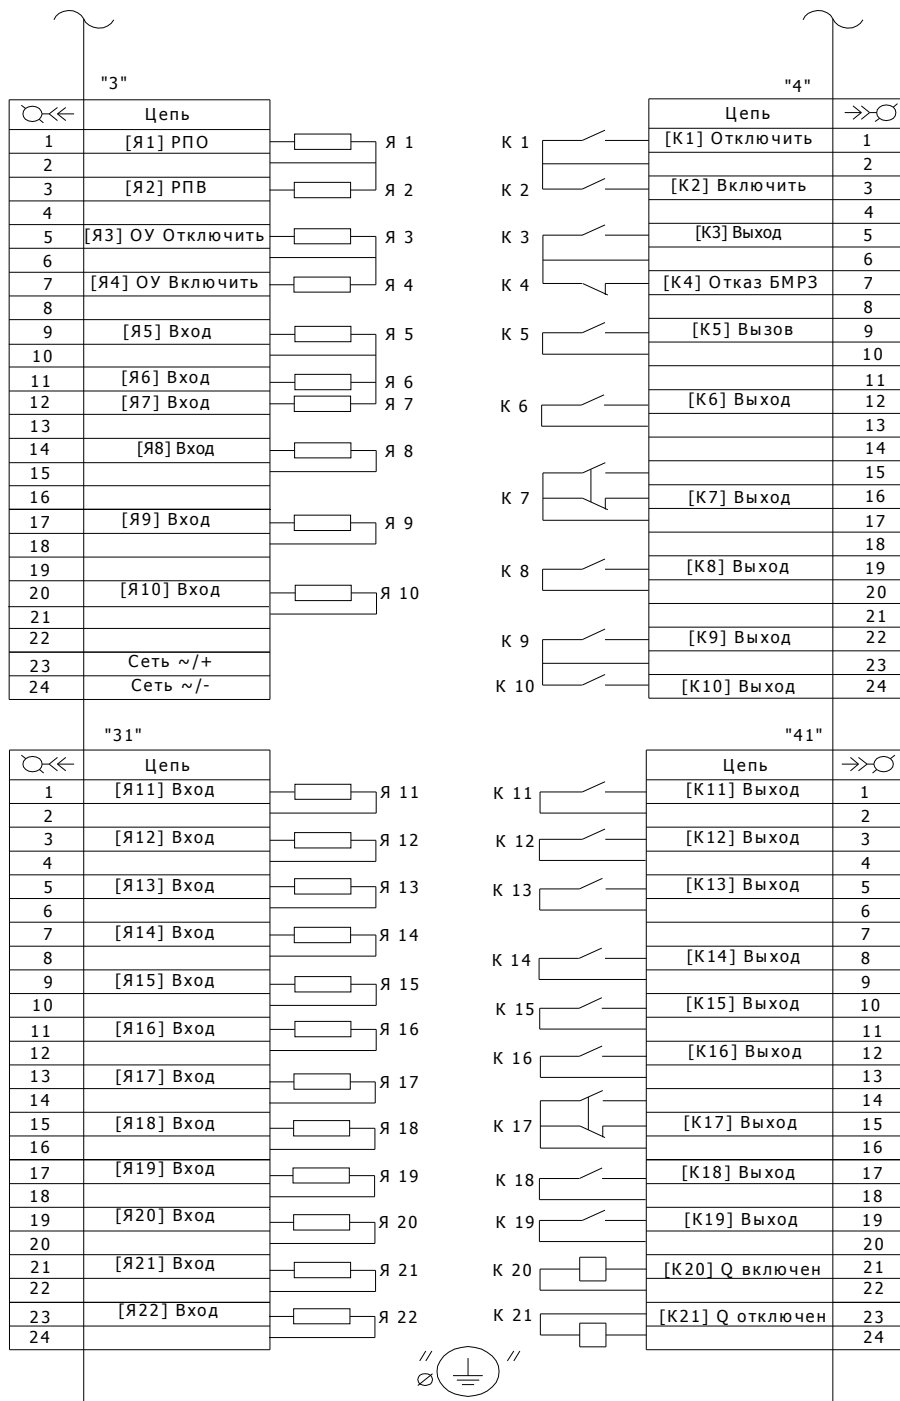 "3"
Цепь
1 [Я1] РПО Я 1
2
3 [Я2] РПВ Я 2
4
5 [Я3] ОУ Отключить Я 3
6
7 [Я4] ОУ Включить Я 4
8
9 [Я5] Вход Я 5
10
11 [Я6] Вход Я 6
12 [Я7] Вход Я 7
13
14 [Я8] Вход Я 8
15
16
17 [Я9] Вход Я 9
18
19
20 [Я10] Вход Я 10
21
22
23 Сеть ~/+
24 Сеть ~/-
"4"
Цепь
К 1 [К1] Отключить 1
2
К 2 [К2] Включить 3
4
К 3 [К3] Выход 5
6
К 4 [К4] Отказ БМРЗ 7
8
К 5 [К5] Вызов 9
10
11
К 6 [К6] Выход 12
13
14
15
К 7 [К7] Выход 16
17
18
К 8 [К8] Выход 19
20
21
К 9 [К9] Выход 22
23
К 10 [К10] Выход 24
"31"
Цепь
1 [Я11] Вход Я 11
2
3 [Я12] Вход Я 12
4
5 [Я13] Вход Я 13
6
7 [Я14] Вход Я 14
8
9 [Я15] Вход Я 15
10
11 [Я16] Вход Я 16
12
13 [Я17] Вход Я 17
14
15 [Я18] Вход Я 18
16
17 [Я19] Вход Я 19
18
19 [Я20] Вход Я 20
20
21 [Я21] Вход Я 21
22
23 [Я22] Вход Я 22
24
"41"
Цепь
К 11 [К11] Выход 1
2
К 12 [К12] Выход 3
4
К 13 [К13] Выход 5
6
7
К 14 [К14] Выход 8
9
К 15 [К15] Выход 10
11
К 16 [К16] Выход 12
13
14
К 17 [К17] Выход 15
16
К 18 [К18] Выход 17
18
К 19 [К19] Выход 19
20
К 20 [К20] Q включен 21
22
К 21 [К21] Q отключен 23
24